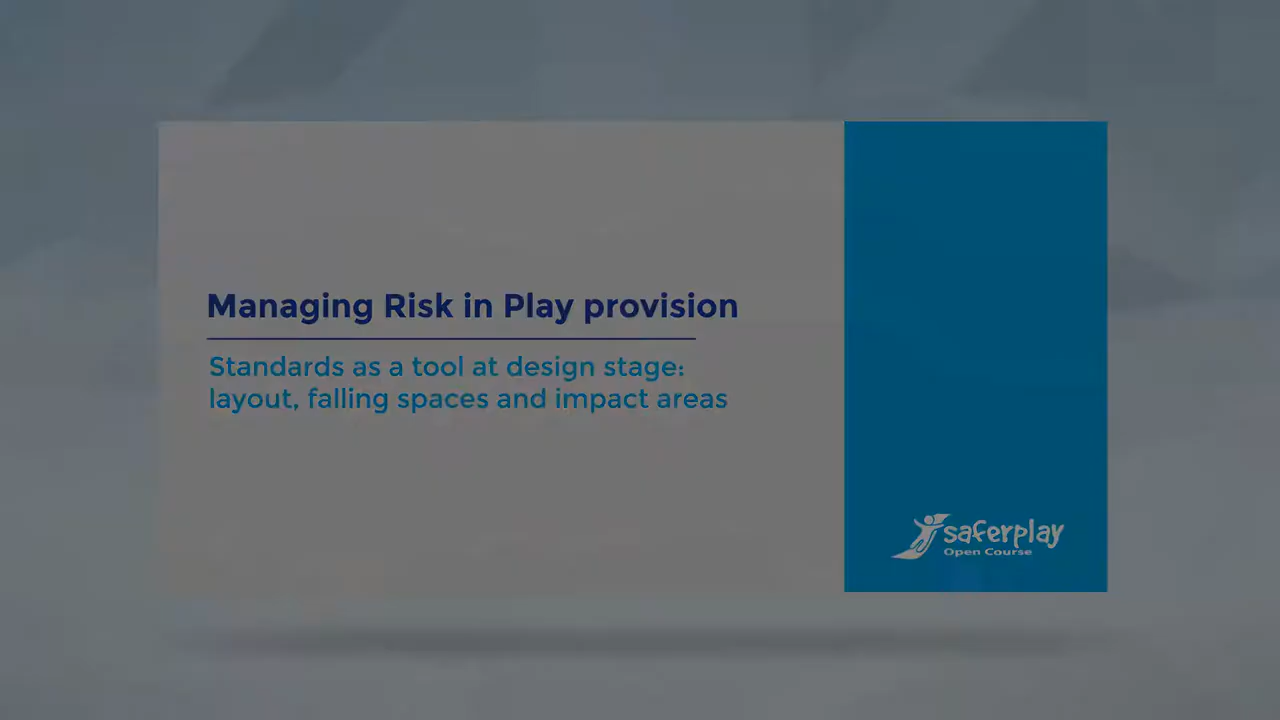 Managing Risk in Play provision
Standards as a tool at design stage:
layout, falling spaces and impact areas
saferplay
Open Course